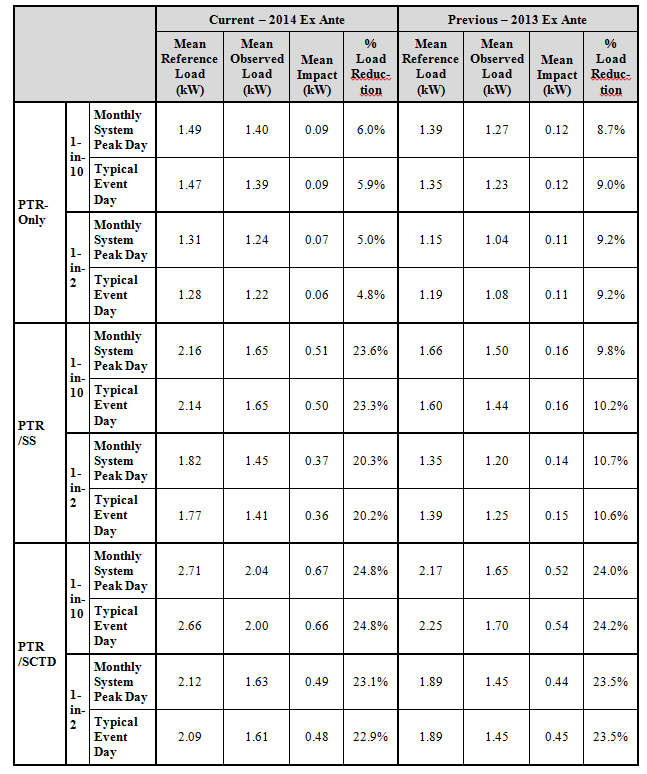 Current – 2014 Ex Ante Previous – 2013 Ex Ante
Mean Reference Load (kW) Mean Observed Load (kW) Mean Impact (kW) % Load Reduc-tion Mean Reference Load (kW) Mean Observed Load (kW) Mean Impact (kW) % Load Reduc-tion
PTR-Only
1-in-10
Monthly System Peak Day 1.49 1.40 0.09 6.0% 1.39 1.27 0.12 8.7%
Typical Event Day 1.47 1.39 0.09 5.9% 1.35 1.23 0.12 9.0%
1-in-2
Monthly System Peak Day 1.31 1.24 0.07 5.0% 1.15 1.04 0.11 9.2%
Typical Event Day 1.28 1.22 0.06 4.8% 1.19 1.08 0.11 9.2%
PTR /SS
1-in-10
Monthly System Peak Day 2.16 1.65 0.51 23.6% 1.66 1.50 0.16 9.8%
Typical Event Day 2.14 1.65 0.50 23.3% 1.60 1.44 0.16 10.2%
1-in-2
Monthly System Peak Day 1.82 1.45 0.37 20.3% 1.35 1.20 0.14 10.7%
Typical Event Day 1.77 1.41 0.36 20.2% 1.39 1.25 0.15 10.6%
PTR /SCTD
1-in-10
Monthly System Peak Day 2.71 2.04 0.67 24.8% 2.17 1.65 0.52 24.0%
Typical Event Day 2.66 2.00 0.66 24.8% 2.25 1.70 0.54 24.2%
1-in-2
Monthly System Peak Day 2.12 1.63 0.49 23.1% 1.89 1.45 0.44 23.5%
Typical Event Day 2.09 1.61 0.48 22.9% 1.89 1.45 0.45 23.5%